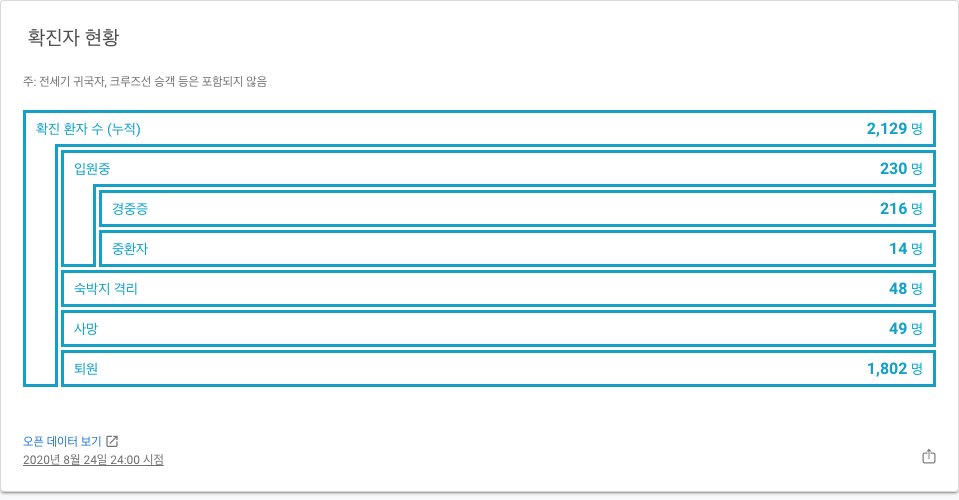 확진자 현황
주: 전세기 귀국자, 크루즈선 승객 등은 포함되지 않음
확진 환자 수 (누적) 2,129 명
입원중 230 명
경중증 216 명
중환자 14 명
숙박지 격리 48 명
사망 49 명
퇴원 1,802 명
오픈 데이터 보기
2020년 8월 24일 24:00 시점